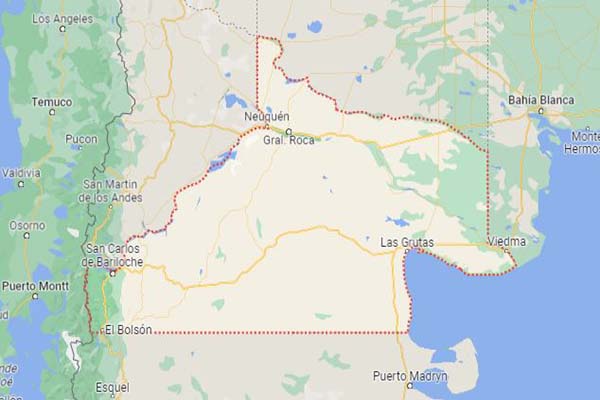 Los Angeles
Temuco
Pucon
Valdivia
San Martin
de los Andes
Osorno
Puerto Montt
San Carlos
de Bariloche
El Bolsón
Esquel
Neuquén
Gral. Roca
Bahía Blanca
Monte
Hermos
Las Grutas
Viedma
Puerto Madryn